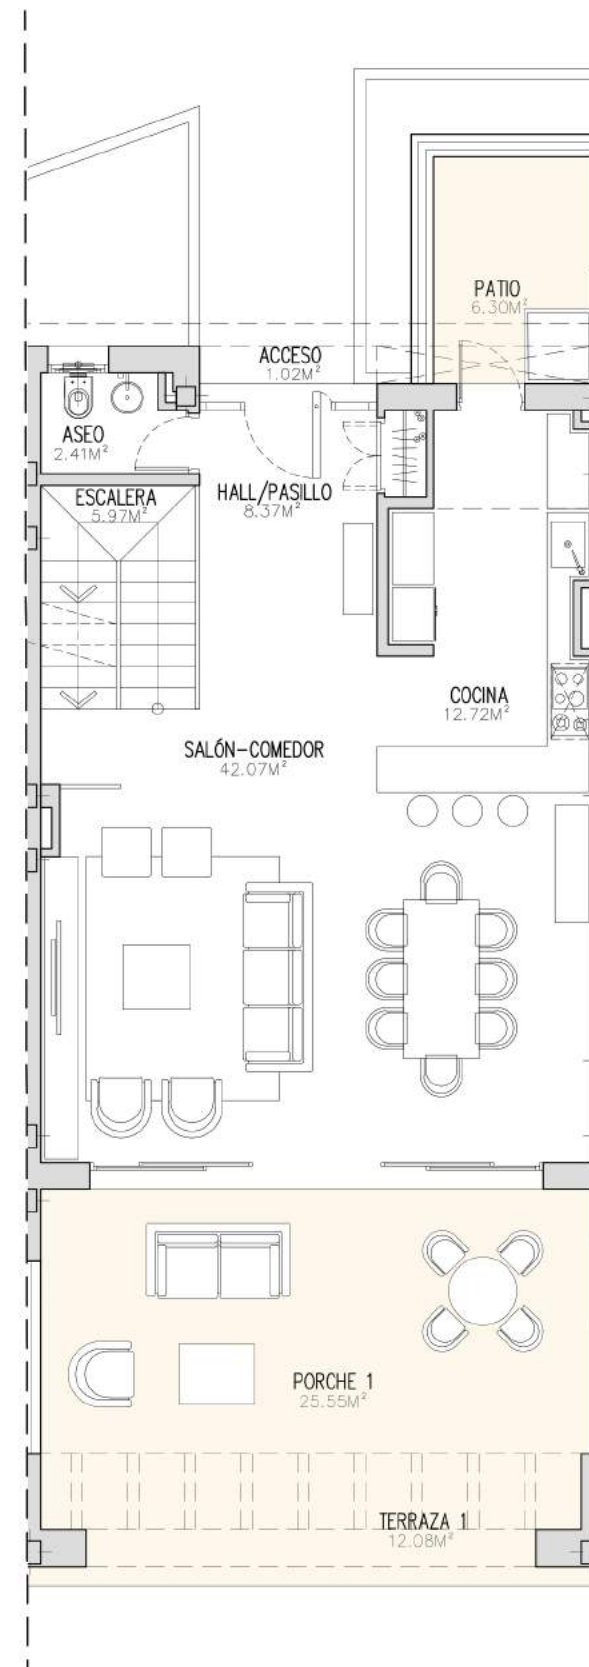 PATIO
6.30M²
ACCESO
1.02M²
ASEO
2.41M²
ESCALERA
5.97M²
HALL/PASILLO
8.37M²
COCINA
12.72M²
SALÓN-COMEDOR
42.07M²
PORCHE 1
25.55M²
TERRAZA 1
12.08M²